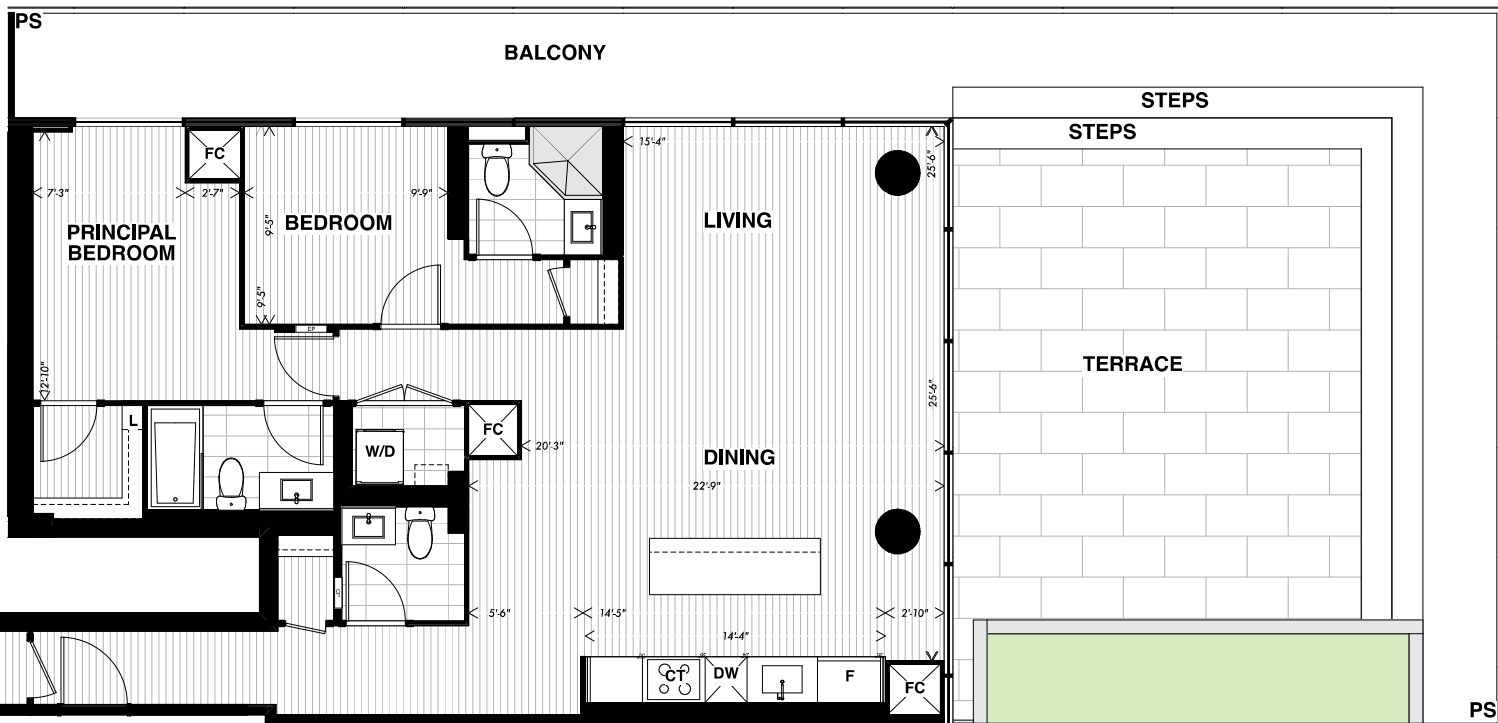 PS
BALCONY
STEPS
STEPS
FC
15'-4"
25'-6"
7'-3"
2'-7"
9'-9"
9'-5"
BEDROOM
LIVING
PRINCIPAL
BEDROOM
9'-5"
EP
TERRACE
12'-10"
25'-6"
L
FC
W/D
20'-3"
DINING
22'-9"
5'-6"
14'-5"
2'-10"
14'-4"
CT
DW
F
FC
PS